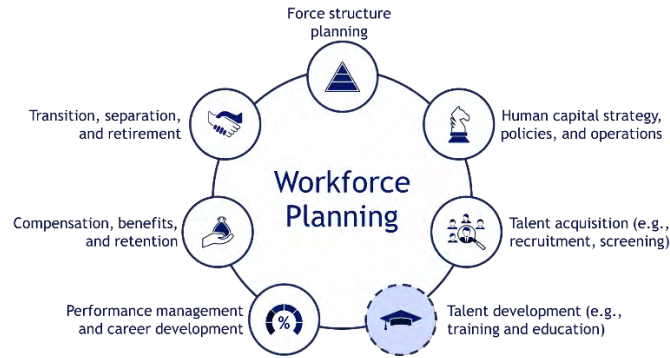 Force structure
planning
Human capital strategy,
policies, and operations
Talent acquisition (e.g.,
recruitment, screening)
Talent development (e.g.,
training and education)
Performance management
and career development
%
Compensation, benefits,
and retention
Transition, separation,
and retirement
Workforce
Planning